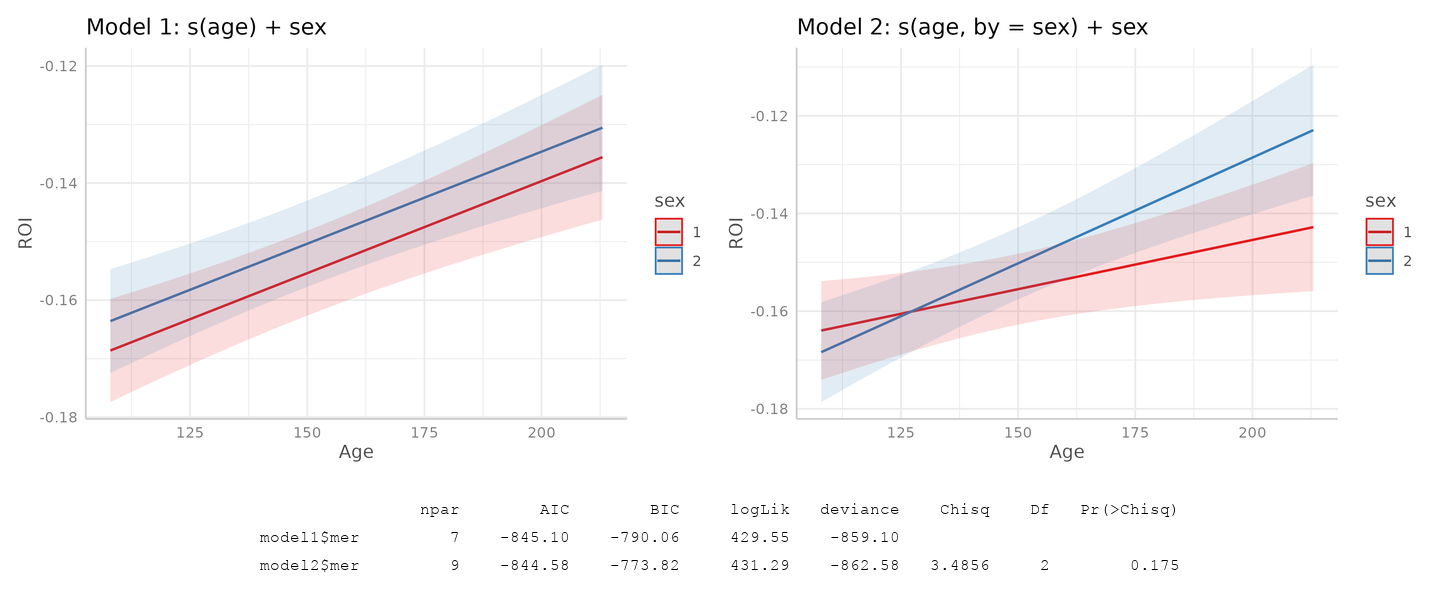 Model 1: s(age) + sex
-0.12
-0.14
-0.16
-0.18
ROI
125 150 175 200
Age
sex
1
2
Model 2: s(age, by = sex) + sex
-0.12
-0.14
-0.16
-0.18
ROI
125 150 175 200
Age
sex
1
2
npar AIC BIC logLik deviance Chisq Df Pr(>Chisq)
model1$mer 7 -845.10 -790.06 429.55 -859.10
model2$mer 9 -844.58 -773.82 431.29 -862.58 3.4856 2 0.175